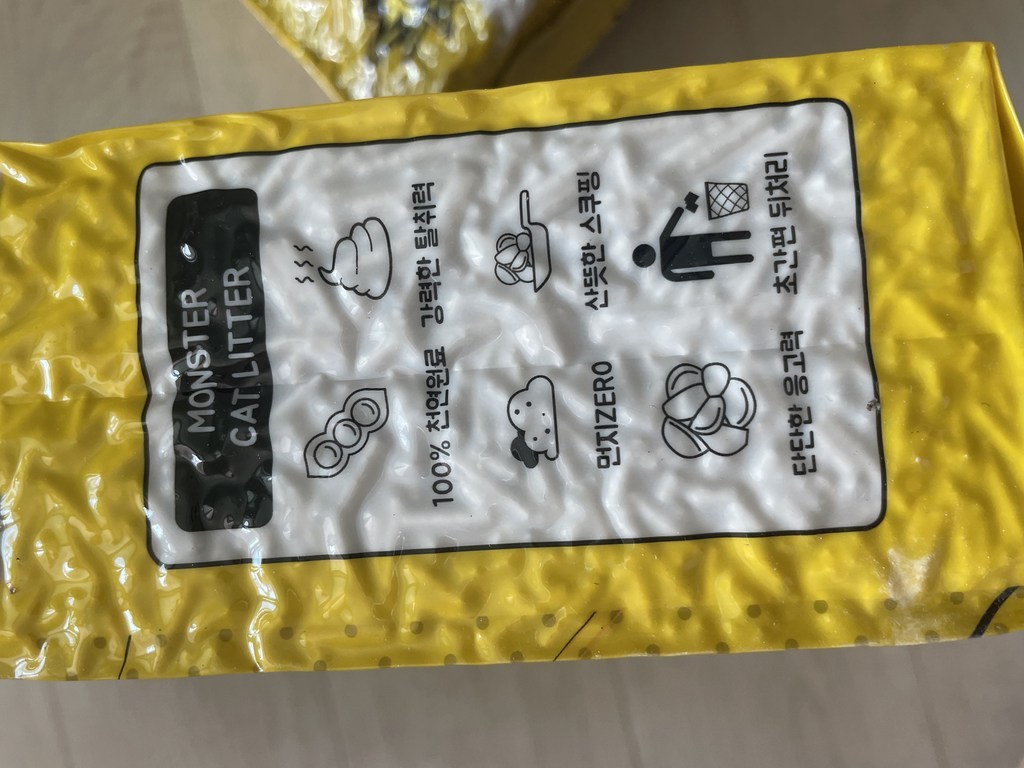 MONSTER
CAT LITTER
100% 천연원료
강력한 탈취력
먼지ZERO
산뜻한 스쿠핑
단단한 응고력
초간편 뒤처리